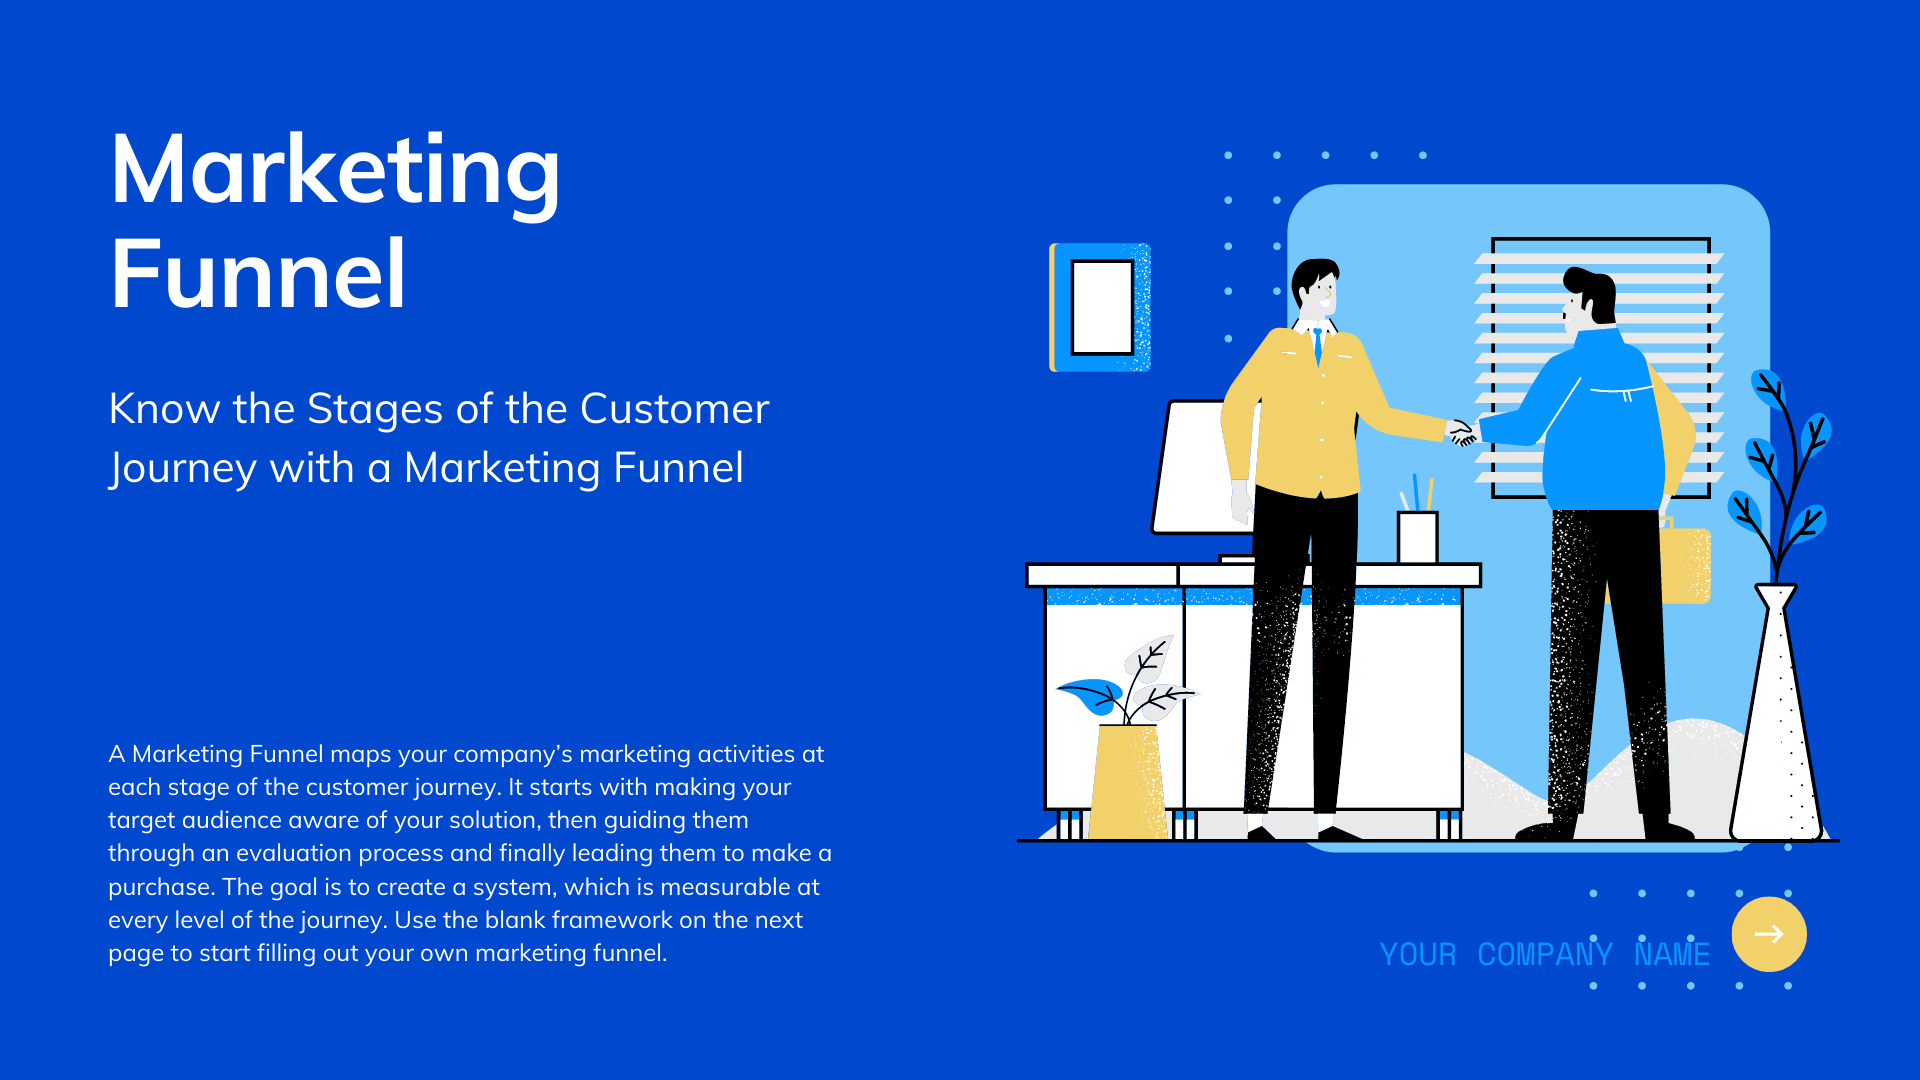 Marketing
Funnel
Know the Stages of the Customer
Journey with a Marketing Funnel
A Marketing Funnel maps your company’s marketing activities at
each stage of the customer journey. It starts with making your
target audience aware of your solution, then guiding them
through an evaluation process and finally leading them to make a
purchase. The goal is to create a system, which is measurable at
every level of the journey. Use the blank framework on the next
page to start filling out your own marketing funnel.
YOUR COMPANY NAME